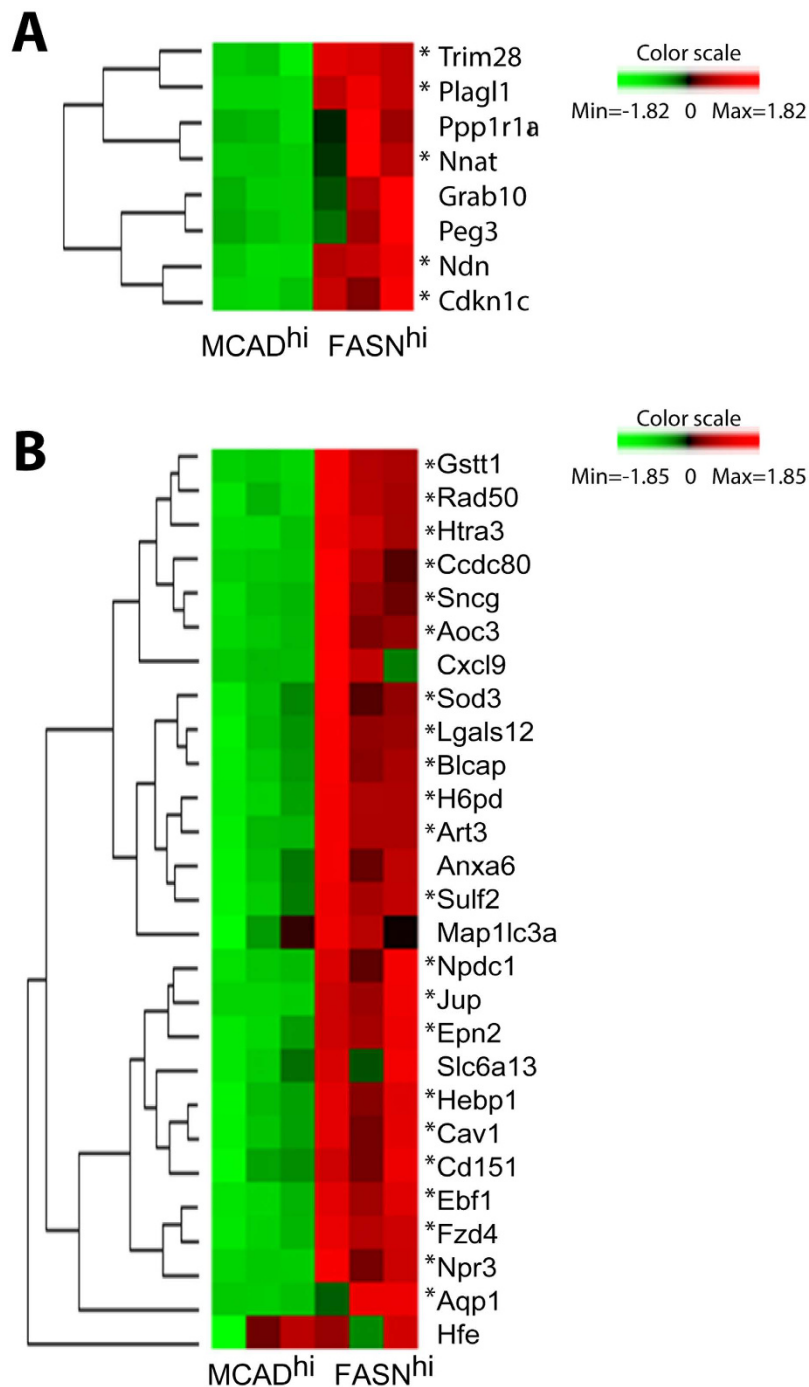 A
* Trim28
* Plagl1
Ppp1r1a
* Nnat
Grab10
Peg3
* Ndn
* Cdkn1c
MCADhi FASNhi
Color scale
Min=-1.82 0 Max=1.82
B
*Gstt1
*Rad50
*Htra3
*Ccdc80
*Sncg
*Aoc3
Cxcl9
*Sod3
*Lgals12
*Blcap
*H6pd
*Art3
Anxa6
*Sulf2
Map1lc3a
*Npdc1
*Jup
*Epn2
Slc6a13
*Hebp1
*Cav1
*Cd151
*Ebf1
*Fzd4
*Npr3
*Aqp1
Hfe
MCADhi FASNhi
Color scale
Min=-1.85 0 Max=1.85